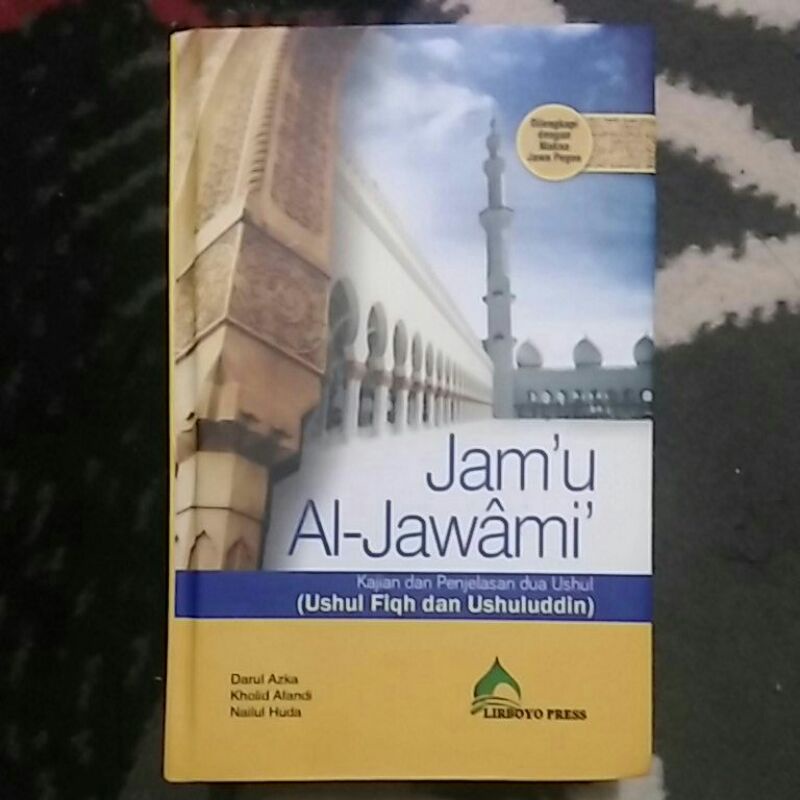 Dilengkapi
dengan
Makna
Jawa Pegon
Jam'u
Al-Jawâmi'
Kajian dan Penjelasan dua Ushul
(Ushul Fiqh dan Ushuluddin)
Darul Azka
Kholid Afandi
Nailul Huda
LIRBOYO PRESS